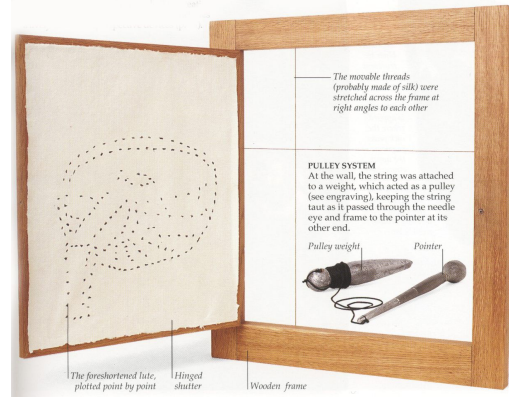 The movable threads
(probably made of silk) were
stretched across the frame at
right angles to each other
PULLEY SYSTEM
At the wall, the string was attached
to a weight, which acted as a pulley
(see engraving), keeping the string
taut as it passed through the needle
eye and frame to the pointer at its
other end.
Pulley weight
Pointer
The foreshortened lute,
plotted point by point
Hinged
shutter
Wooden frame